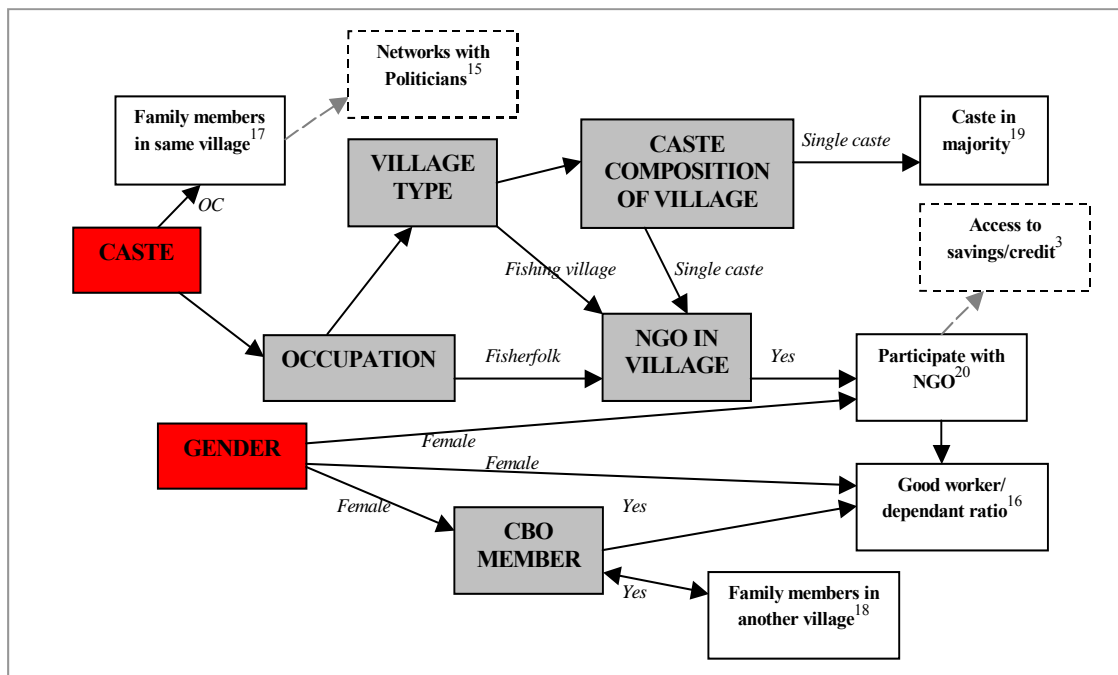 Networks with
Politicians15
Family members
in same village17
OC
CASTE
VILLAGE
TYPE
CASTE
COMPOSITION
OF VILLAGE
Single caste
Caste in
majority19
Access to
savings/credit3
Fishing village
Single caste
OCCUPATION
Fisherfolk
NGO IN
VILLAGE
Yes
Participate with
NGO20
GENDER
Female
Female
Female
Good worker/
dependant ratio16
CBO
MEMBER
Yes
Yes
Family members in
another village18